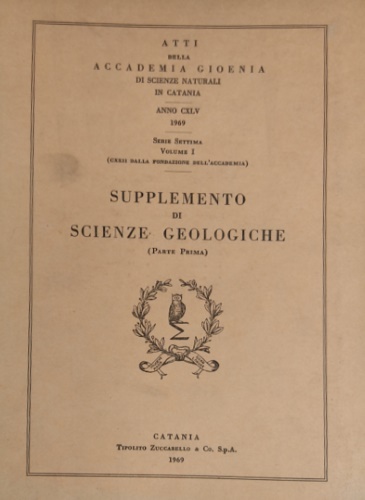 ATTI
DELLA
ACCADEMIA GIOENIA
DI SCIENZE NATURALI
IN CATANIA
ANNO CXLV
1969
SERIE SETTIMA
VOLUME I
(CXXIII DALLA FONDAZIONE DELL'ACCADEMIA)
SUPPLEMENTO
DI
SCIENZE GEOLOGICHE
(PARTE PRIMA)
CATANIA
TIPOLITO ZUCCARELLO & Co. S.p.A.
1969